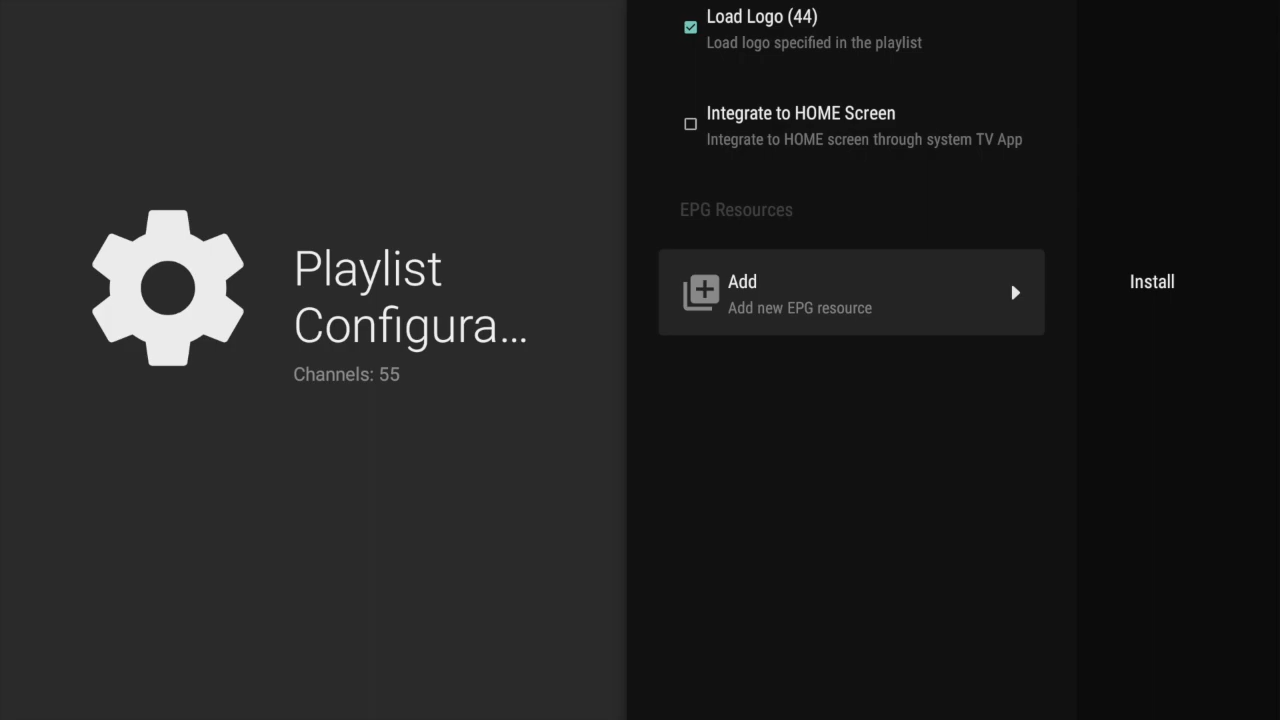 Load Logo (44)
Load logo specified in the playlist
Integrate to HOME Screen
Integrate to HOME screen through system TV App
EPG Resources
Add
Add new EPG resource
Install
Playlist
Configura...
Channels: 55